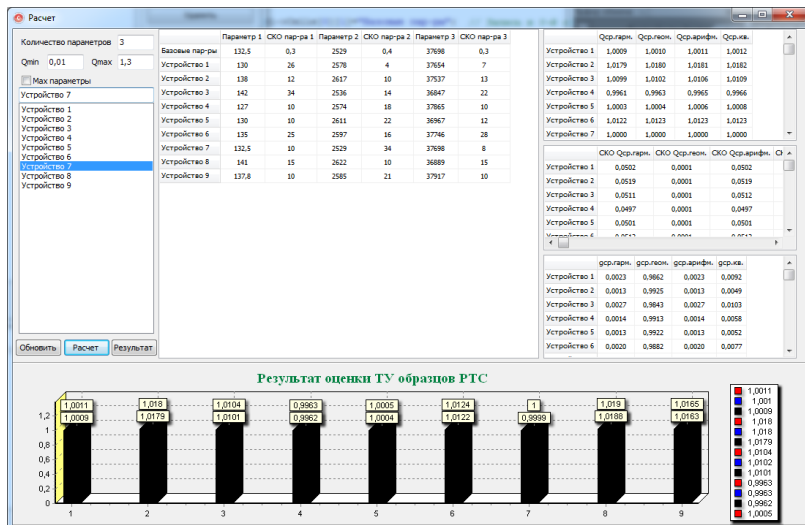 Расчет
Количество параметров 3
Qmin 0,01 Qmax 1,3
Max параметры
Устройство 7
Устройство 1
Устройство 2
Устройство 3
Устройство 4
Устройство 5
Устройство 6
Устройство 7
Устройство 8
Устройство 9
Обновить Расчет Результат
Параметр 1 СКО пар-ра 1 Параметр 2 СКО пар-ра 2 Параметр 3 СКО пар-ра 3
Базовые пар-ры 132,5 0,3 2529 0,4 37698 0,3
Устройство 1 130 26 2578 4 37654 7
Устройство 2 138 12 2617 10 37537 13
Устройство 3 142 34 2536 14 36847 22
Устройство 4 127 10 2574 18 37865 10
Устройство 5 130 10 2611 22 36967 12
Устройство 6 135 25 2597 16 37746 28
Устройство 7 132,5 10 2529 34 37698 8
Устройство 8 141 15 2622 10 36889 15
Устройство 9 137,8 10 2585 21 37917 10
Qср.гарм. Qср.геом. Qср.арифм. Qср.кв.
Устройство 1 1,0009 1,0010 1,0011 1,0012
Устройство 2 1,0179 1,0180 1,0181 1,0182
Устройство 3 1,0099 1,0102 1,0106 1,0109
Устройство 4 0,9961 0,9963 0,9965 0,9966
Устройство 5 1,0003 1,0004 1,0006 1,0008
Устройство 6 1,0122 1,0123 1,0123 1,0123
Устройство 7 1,0000 1,0000 1,0000 1,0000
СКО Qср.гарм. СКО Qср.геом. СКО Qср.арифм.
Устройство 1 0,0502 0,0001 0,0502
Устройство 2 0,0519 0,0001 0,0519
Устройство 3 0,0511 0,0001 0,0512
Устройство 4 0,0497 0,0001 0,0497
Устройство 5 0,0501 0,0001 0,0501
gср.гарм. gср.геом. gср.арифм. gср.кв.
Устройство 1 0,0023 0,9862 0,0023 0,0092
Устройство 2 0,0013 0,9925 0,0013 0,0049
Устройство 3 0,0027 0,9843 0,0027 0,0103
Устройство 4 0,0014 0,9913 0,0014 0,0058
Устройство 5 0,0013 0,9922 0,0013 0,0052
Устройство 6 0,0020 0,9882 0,0020 0,0077
Результат оценки ТУ образцов РТС
1,0011 1,018 1,0104 0,9963 1,0005 1,0124 1 1,019 1,0165
1,0009 1,0179 1,0101 0,9962 1,0004 1,0122 0,9999 1,0188 1,0163
1,2
1
0,8
0,6
0,4
0,2
0
1 2 3 4 5 6 7 8 9
1,0011
1,001
1,0009
1,018
1,018
1,0179
1,0104
1,0102
1,0101
0,9963
0,9963
0,9962
1,0005